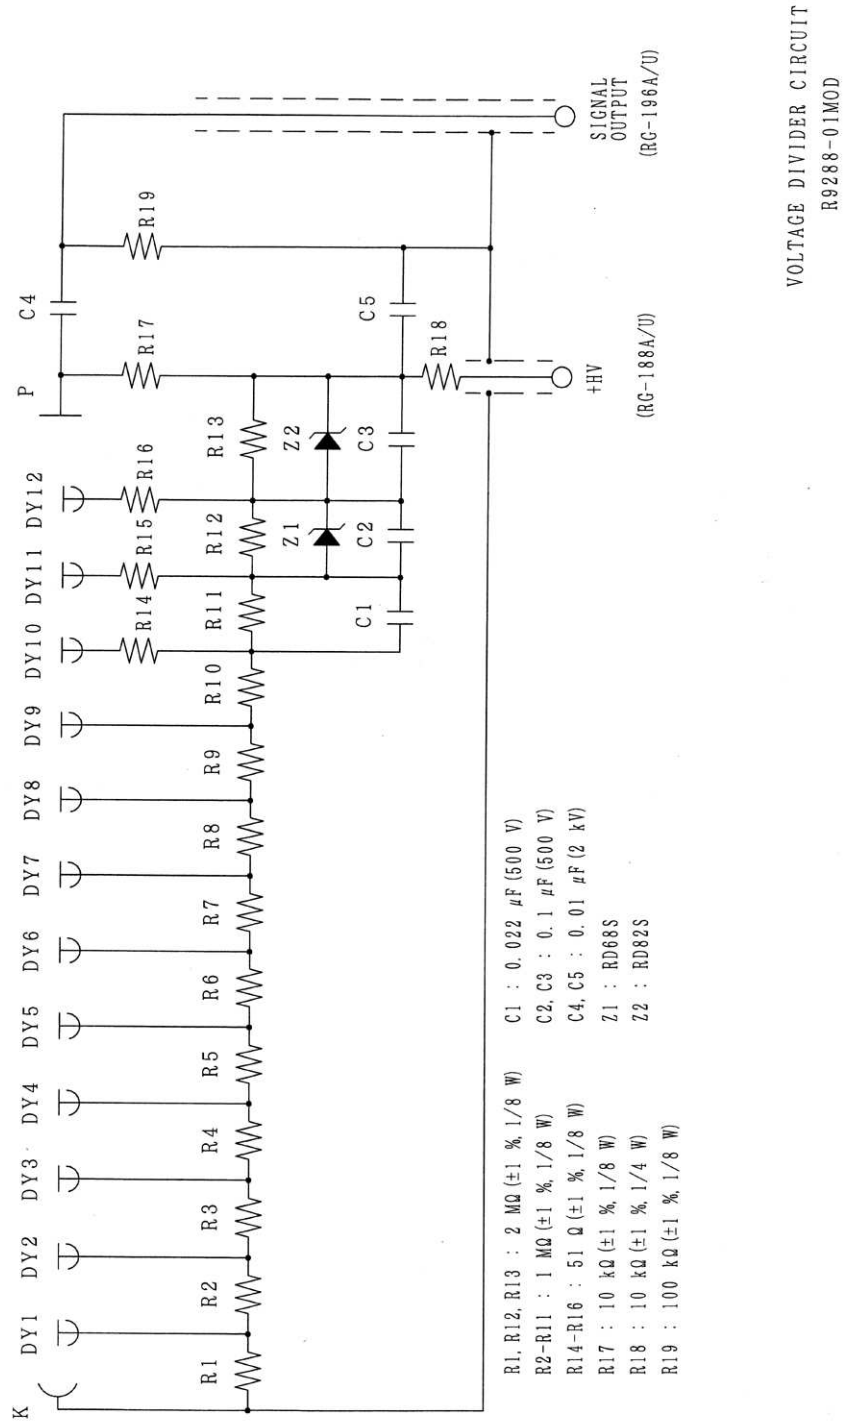 K
DY1
DY2
DY3
DY4
DY5
DY6
DY7
DY8
DY9
DY10
DY11
DY12
P
C4
R14
R15
R16
R17
R19
R1
R2
R3
R4
R5
R6
R7
R8
R9
R10
R11
R12
R13
Z1
Z2
C1
C2
C3
C5
R18
+HV
(RG-188A/U)
SIGNAL
OUTPUT
(RG-196A/U)
R1, R12, R13 : 2 MΩ (±1 %, 1/8 W)
R2-R11 : 1 MΩ (±1 %, 1/8 W)
R14-R16 : 51 Ω (±1 %, 1/8 W)
R17 : 10 kΩ (±1 %, 1/8 W)
R18 : 10 kΩ (±1 %, 1/4 W)
R19 : 100 kΩ (±1 %, 1/8 W)
C1 : 0.022 μF (500 V)
C2, C3 : 0.1 μF (500 V)
C4, C5 : 0.01 μF (2 kV)
Z1 : RD68S
Z2 : RD82S
VOLTAGE DIVIDER CIRCUIT
R9288-01MOD